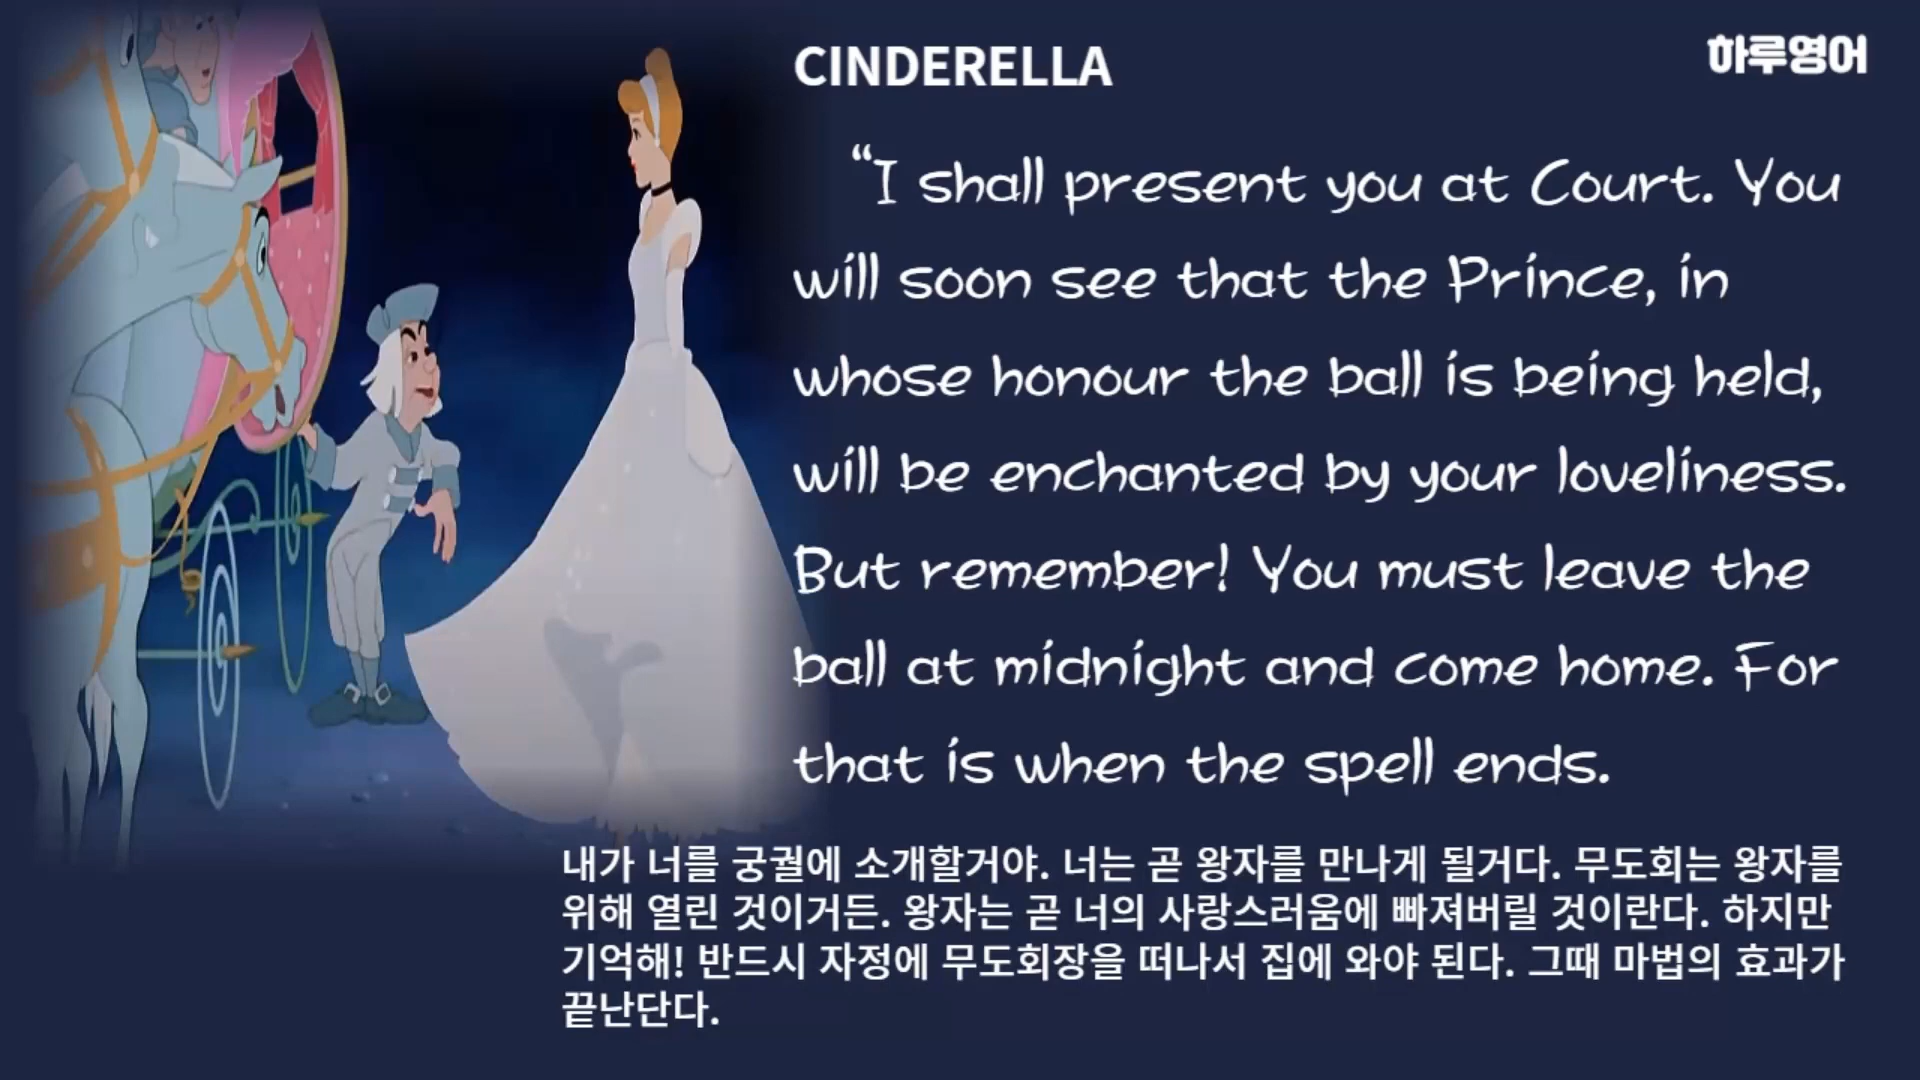 CINDERELLA
하루영어
“I shall present you at Court. You
will soon see that the Prince, in
whose honour the ball is being held,
will be enchanted by your loveliness.
But remember! You must leave the
ball at midnight and come home. For
that is when the spell ends.
내가 너를 궁궐에 소개할거야. 너는 곧 왕자를 만나게 될거다. 무도회는 왕자를
위해 열린 것이거든. 왕자는 곧 너의 사랑스러움에 빠져버릴 것이란다. 하지만
기억해! 반드시 자정에 무도회장을 떠나서 집에 와야 된다. 그때 마법의 효과가
끝난단다.